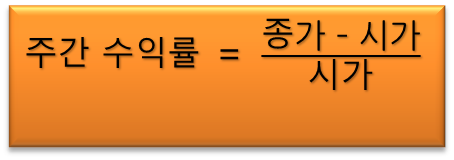 주간 수익률 = 종가 - 시가
시가